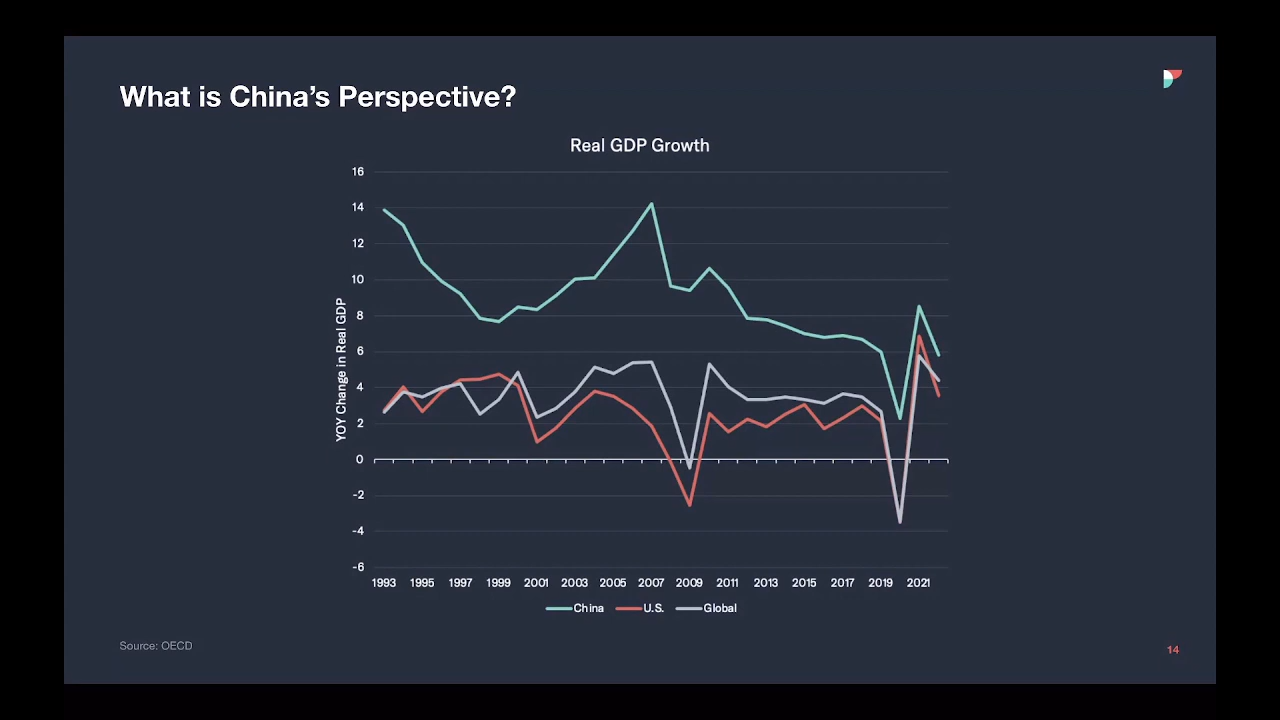 What is China's Perspective?
Real GDP Growth
YOY Change in Real GDP
16
14
12
10
8
6
4
2
0
-2
-4
-6
1993 1995 1997 1999 2001 2003 2005 2007 2009 2011 2013 2015 2017 2019 2021
China U.S. Global
Source: OECD
14